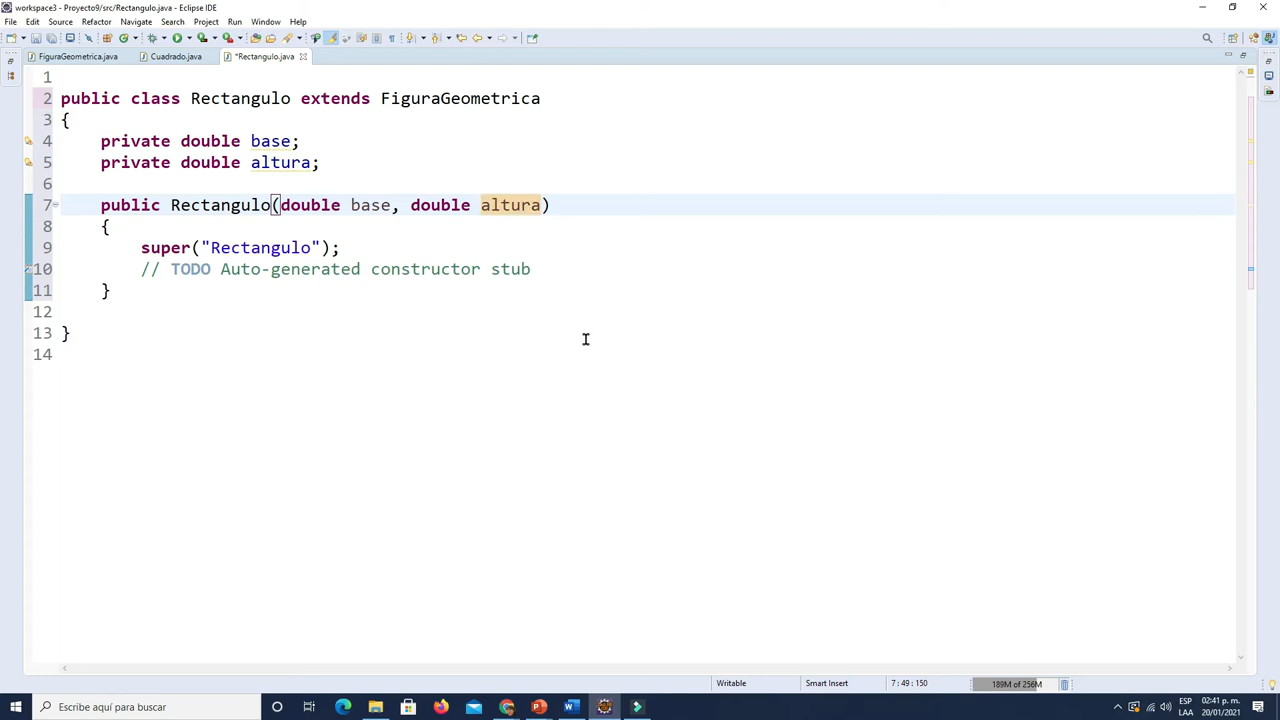 workspace3 - Proyecto9/src/Rectangulo.java - Eclipse IDE
File Edit Source Refactor Navigate Search Project Run Window Help
FiguraGeometrica.java Cuadrado.java *Rectangulo.java
1
2 public class Rectangulo extends FiguraGeometrica
3 {
4 private double base;
5 private double altura;
6
7 public Rectangulo(double base, double altura)
8 {
9 super("Rectangulo");
10 // TODO Auto-generated constructor stub
11 }
12
13 }
14
Writable Smart Insert 7 : 49 : 150 189M of 256M
Escribe aquí para buscar
ESP 02:41 p. m.
LAA 20/01/2021